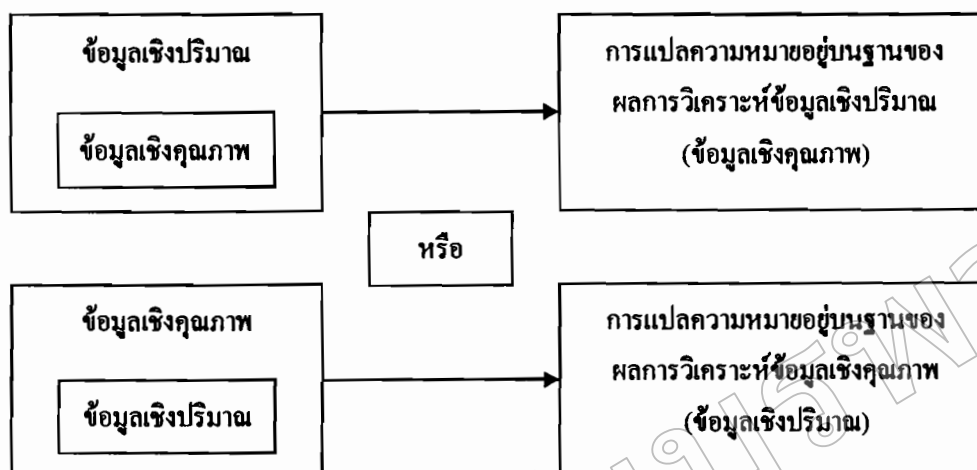 ข้อมูลเชิงปริมาณ
ข้อมูลเชิงคุณภาพ
การแปลความหมายอยู่บนฐานของ
ผลการวิเคราะห์ข้อมูลเชิงปริมาณ
(ข้อมูลเชิงคุณภาพ)
หรือ
ข้อมูลเชิงคุณภาพ
ข้อมูลเชิงปริมาณ
การแปลความหมายอยู่บนฐานของ
ผลการวิเคราะห์ข้อมูลเชิงคุณภาพ
(ข้อมูลเชิงปริมาณ)